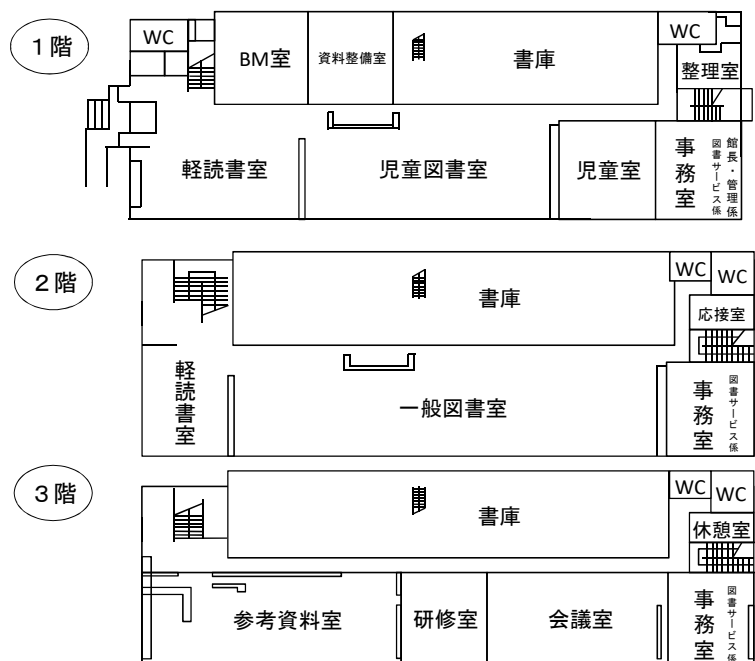 1階
WC
BM室
資料整備室
書庫
WC
整理室
軽読書室
児童図書室
児童室
事務室
図書サービス係
館長・管理係
2階
書庫
WC
WC
応接室
軽読書室
一般図書室
事務室
図書サービス係
3階
書庫
WC
WC
休憩室
参考資料室
研修室
会議室
事務室
図書サービス係